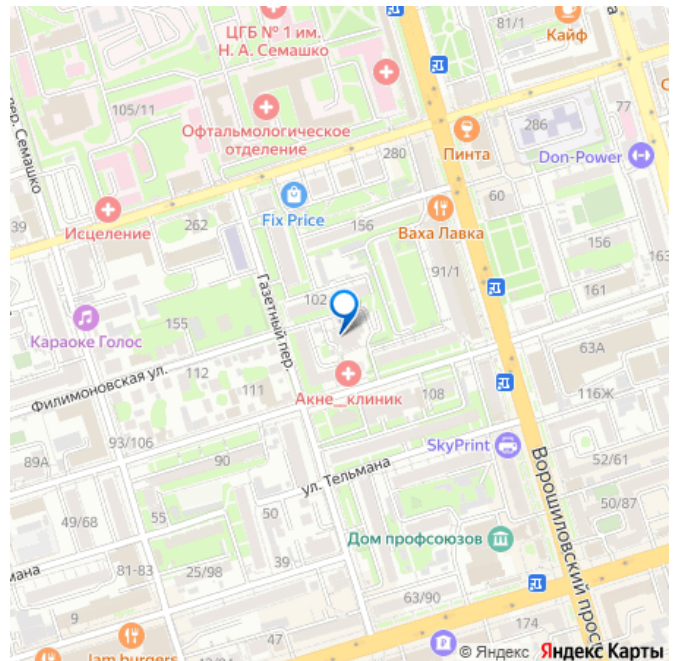 ЦГБ № 1 им.
Н. А. Семашко
81/1
Кайф
пер. Семашко
105/11
Офтальмологическое
отделение
286
77
Пинта
Don-Power
280
60
39
Исцеление
262
Fix Price
156
Ваха Лавка
156
163
91/1
161
Газетный пер.
102
Караоке Голос
155
63А
Филимоновская ул.
112
111
Акне_клиник
108
116Ж
93/106
SkyPrint
89А
90
ул. Тельмана
52/61
Ворошиловский прос
55
50
50/87
49/68
Дом профсоюзов
39
81-83
25/98
63/90
174
9
Jam burgers
© Яндекс Яндекс Карты